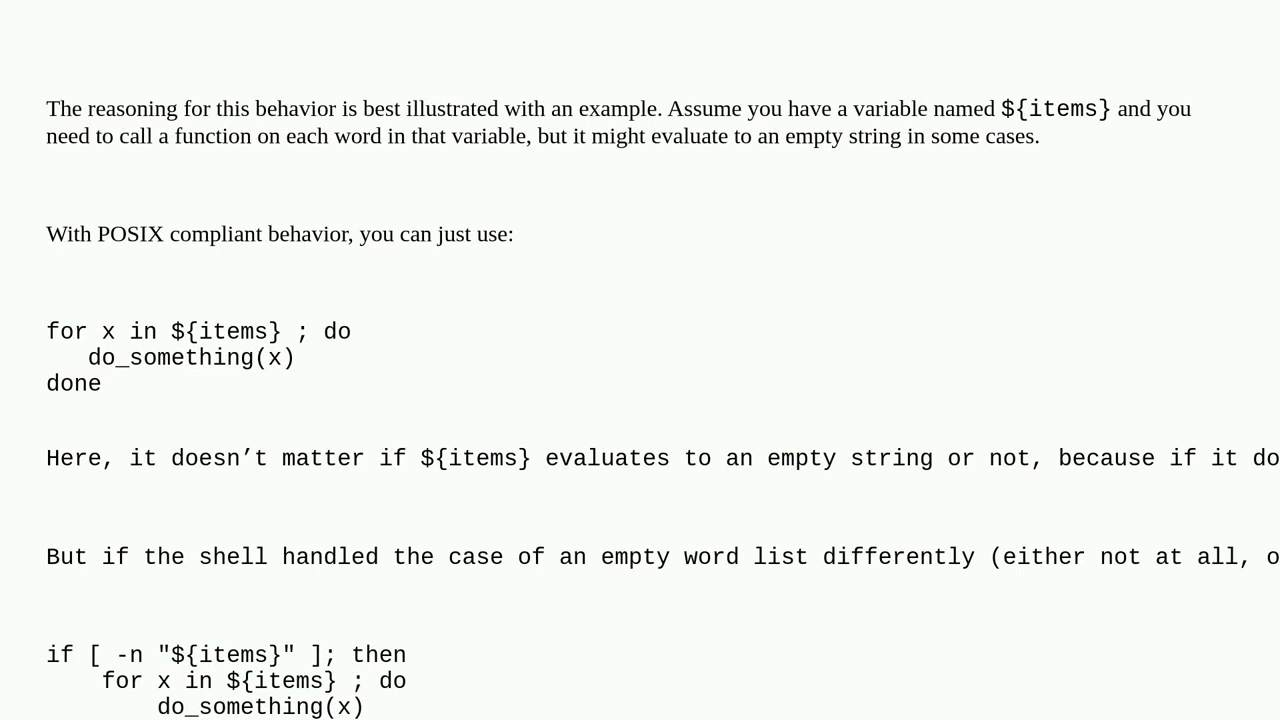 The reasoning for this behavior is best illustrated with an example. Assume you have a variable named ${items} and you
need to call a function on each word in that variable, but it might evaluate to an empty string in some cases.
With POSIX compliant behavior, you can just use:
for x in ${items} ; do
   do_something(x)
done
Here, it doesn’t matter if ${items} evaluates to an empty string or not, because if it do
But if the shell handled the case of an empty word list differently (either not at all, o
if [ -n "${items}" ]; then
    for x in ${items} ; do
        do_something(x)